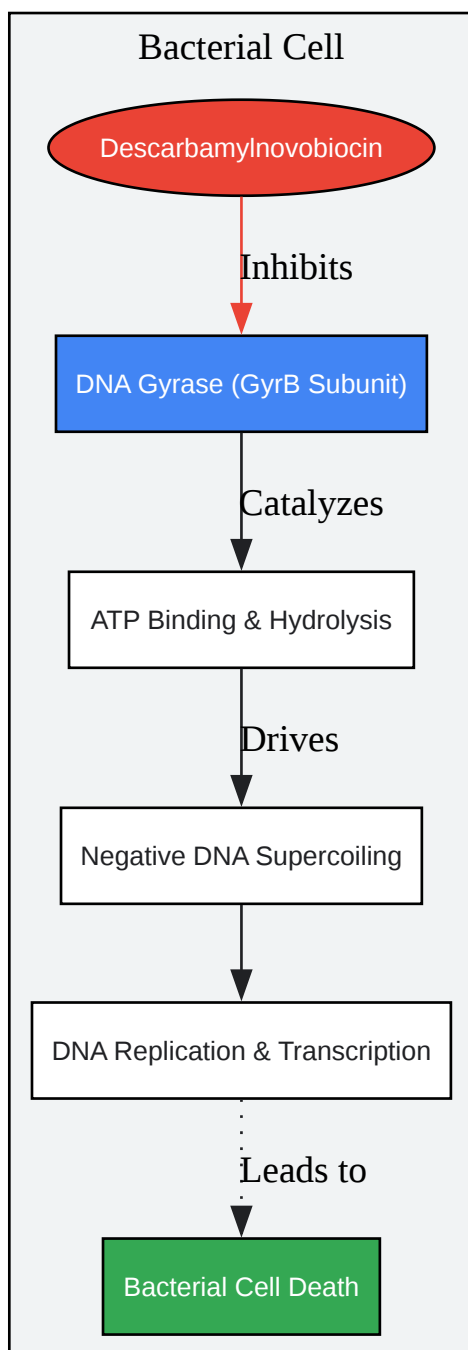 Bacterial Cell
Descarbamylnovobiocin
Inhibits
DNA Gyrase (GyrB Subunit)
Catalyzes
ATP Binding & Hydrolysis
Drives
Negative DNA Supercoiling
DNA Replication & Transcription
Leads to
Bacterial Cell Death